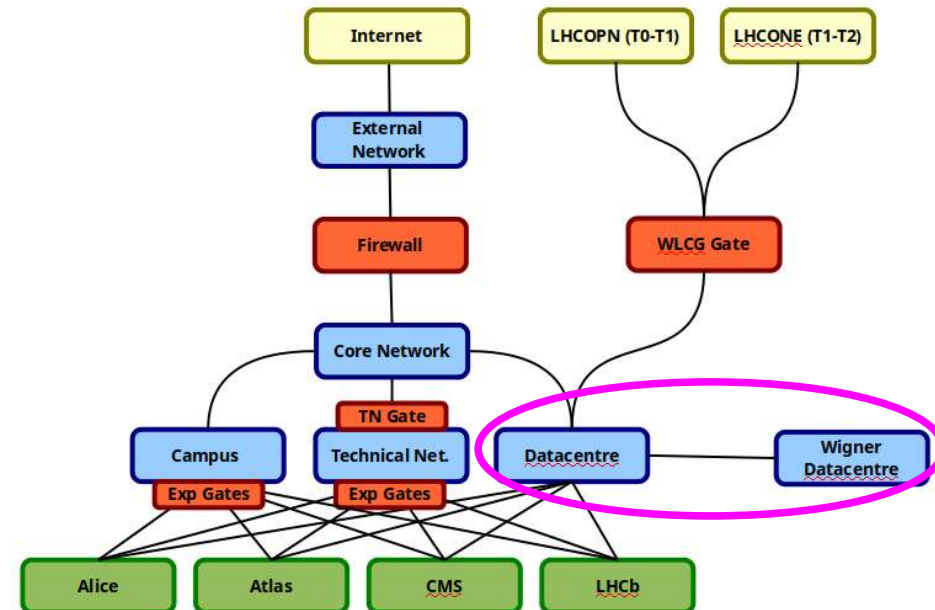 Internet
LHCOPN (T0-T1)
LHCONE (T1-T2)
External
Network
Firewall
WLCG Gate
Core Network
TN Gate
Campus
Technical Net.
Datacentre
Wigner
Datacentre
Exp Gates
Exp Gates
Alice
Atlas
CMS
LHCb